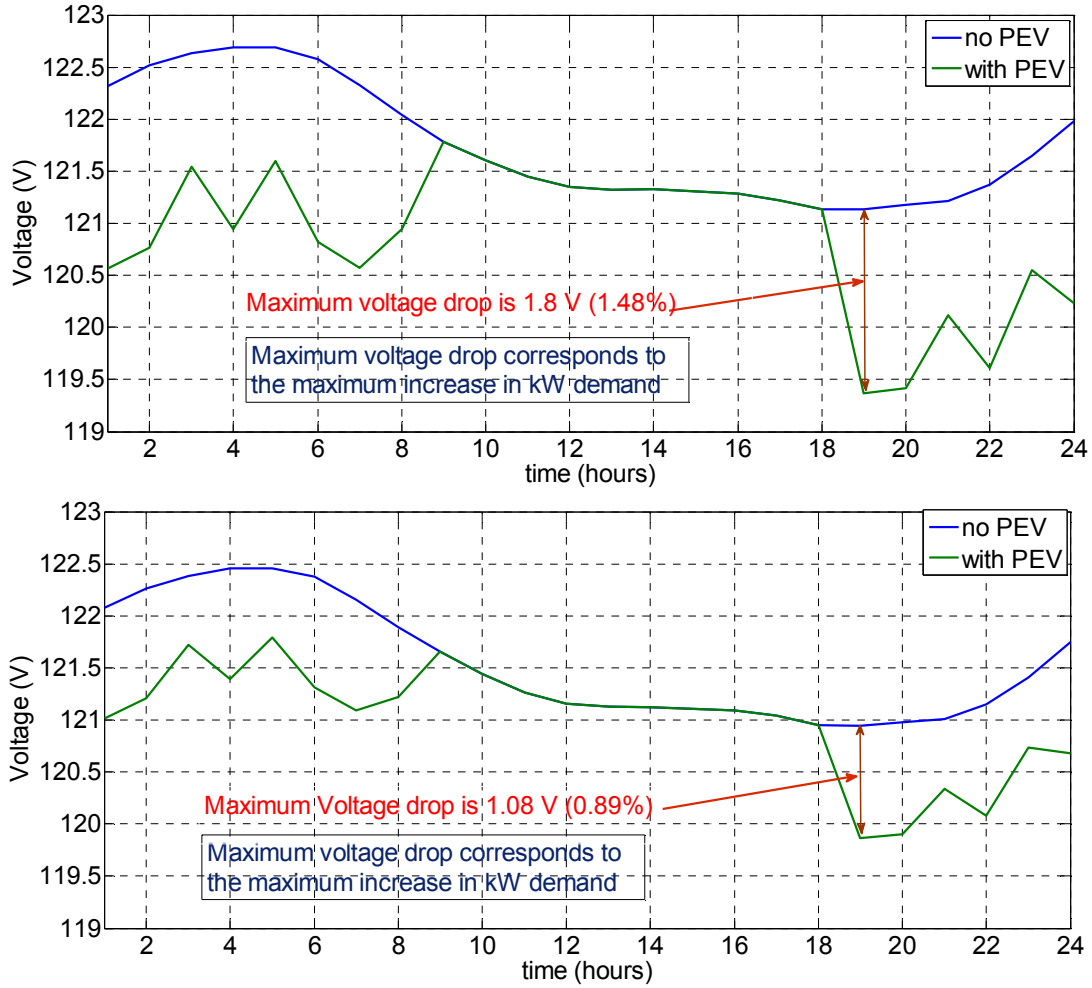 123
122.5
122
121.5
121
120.5
120
119.5
119
Voltage (V)
no PEV
with PEV
Maximum voltage drop is 1.8 V (1.48%)
Maximum voltage drop corresponds to
the maximum increase in kW demand
2 4 6 8 10 12 14 16 18 20 22 24
time (hours)
123
122.5
122
121.5
121
120.5
120
119.5
119
Voltage (V)
no PEV
with PEV
Maximum Voltage drop is 1.08 V (0.89%)
Maximum voltage drop corresponds to
the maximum increase in kW demand
2 4 6 8 10 12 14 16 18 20 22 24
time (hours)